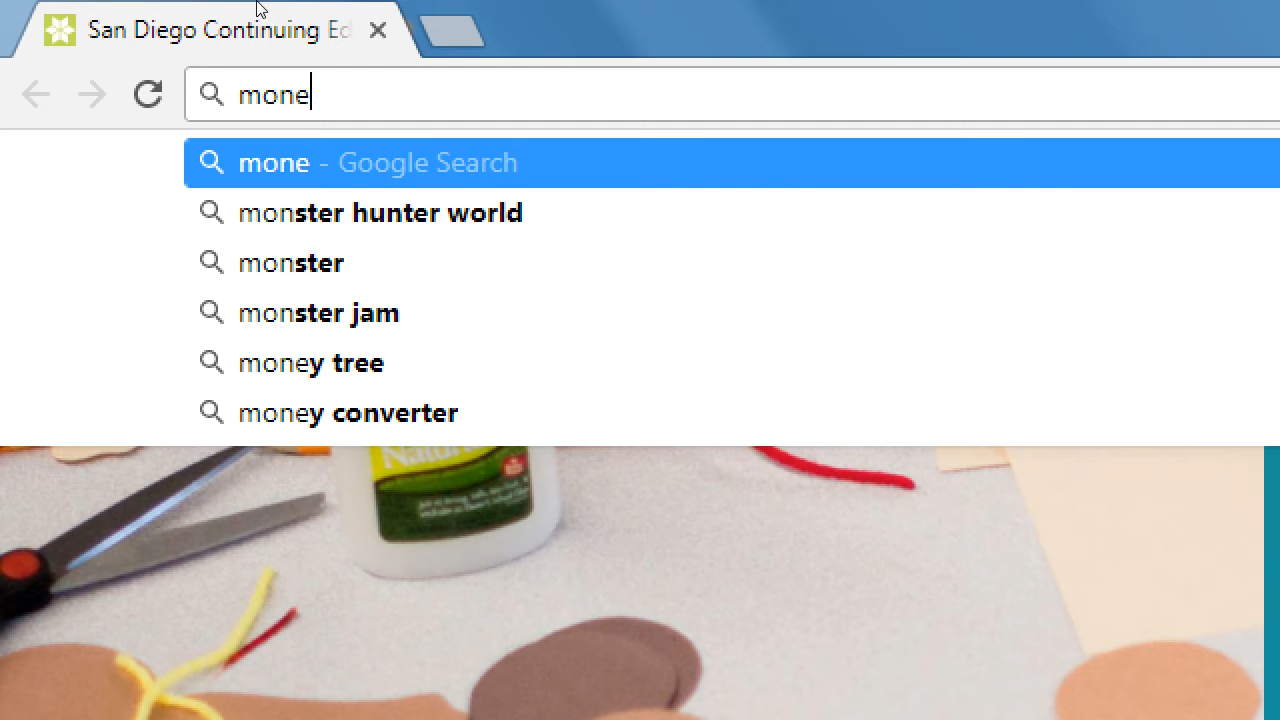 San Diego Continuing Ed
mone
mone - Google Search
monster hunter world
monster
monster jam
money tree
money converter